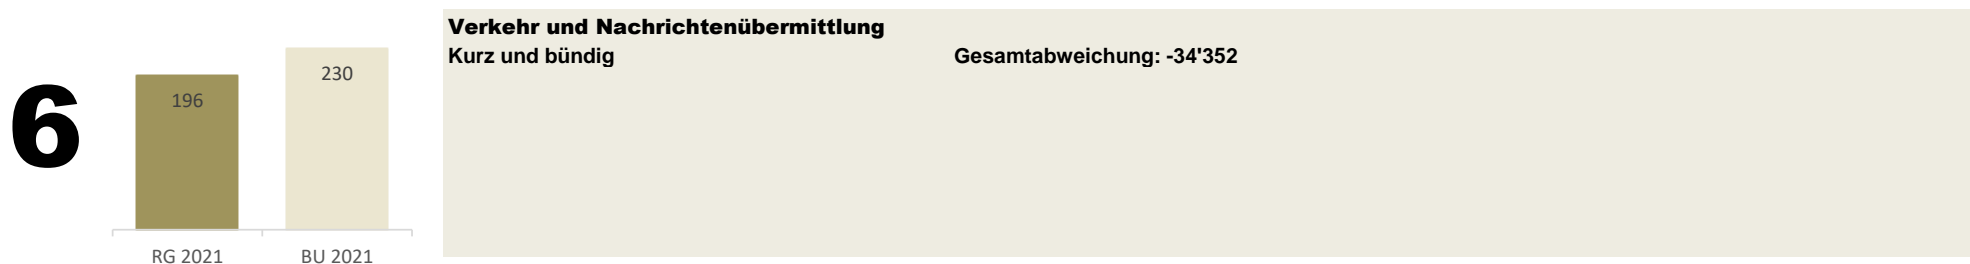 6
196
230
RG 2021
BU 2021
Verkehr und Nachrichtenübermittlung
Kurz und bündig
Gesamtabweichung: -34'352